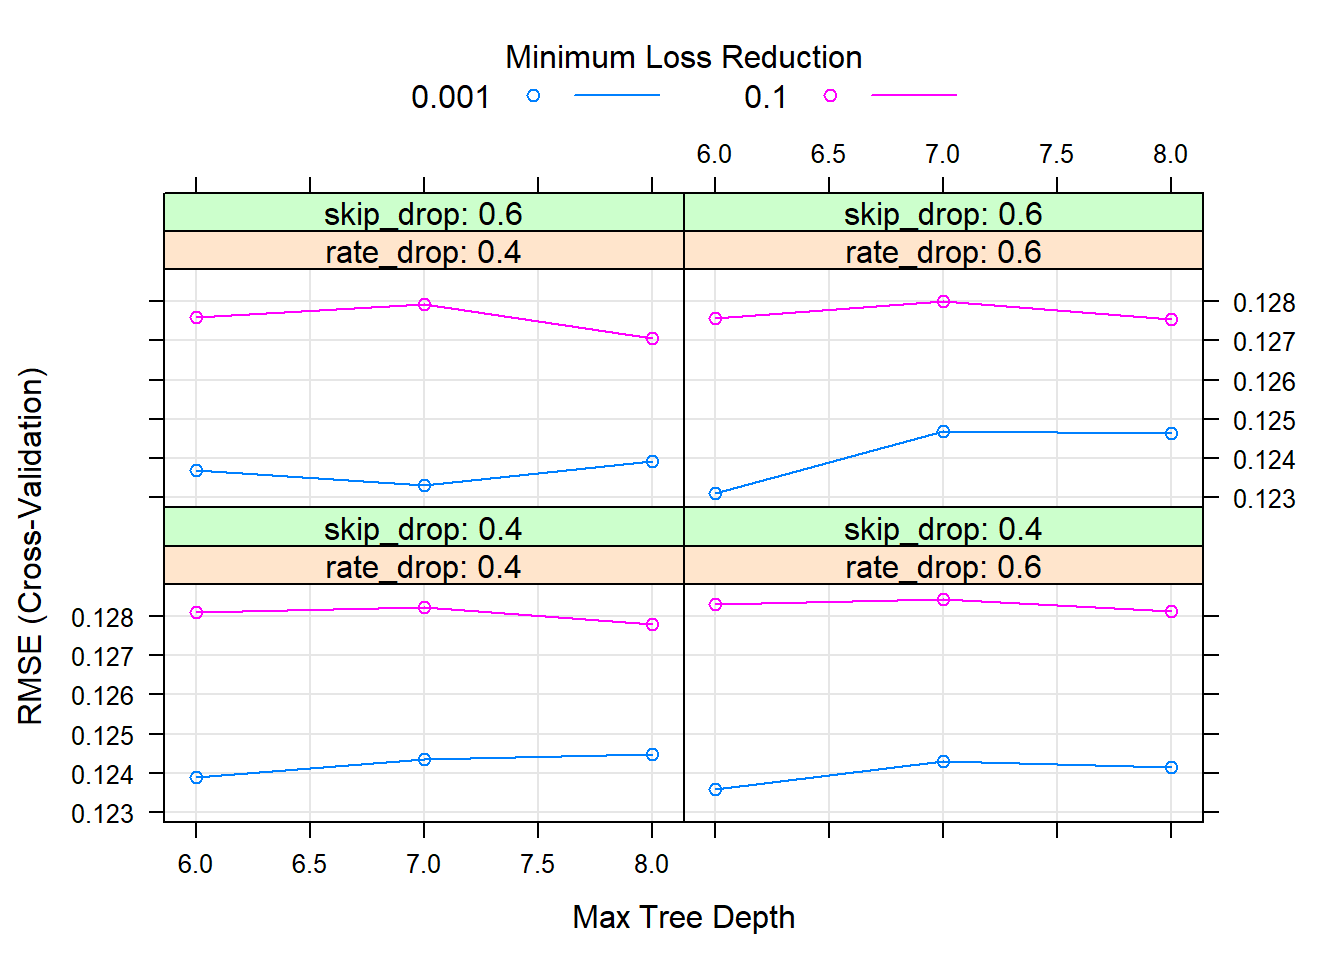 Minimum Loss Reduction
0.001 0.1
6.0 6.5 7.0 7.5 8.0
skip_drop: 0.6 skip_drop: 0.6
rate_drop: 0.4 rate_drop: 0.6
0.128
0.127
0.126
0.125
0.124
0.123
skip_drop: 0.4 skip_drop: 0.4
rate_drop: 0.4 rate_drop: 0.6
RMSE (Cross-Validation)
0.128
0.127
0.126
0.125
0.124
0.123
6.0 6.5 7.0 7.5 8.0
Max Tree Depth